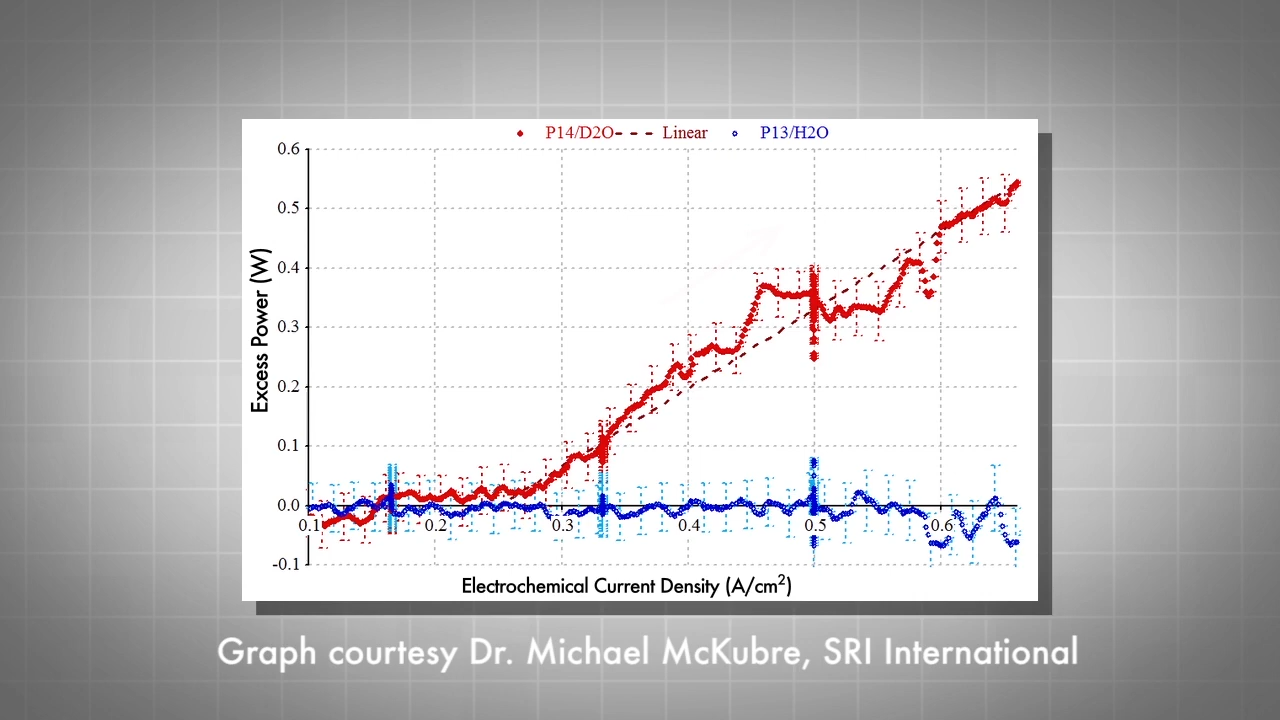 P14/D2O Linear P13/H2O
0.6
0.5
0.4
0.3
0.2
0.1
0.0
-0.1
0.1 0.2 0.3 0.4 0.5 0.6
Excess Power (W)
Electrochemical Current Density (A/cm²)
Graph courtesy Dr. Michael McKubre, SRI International